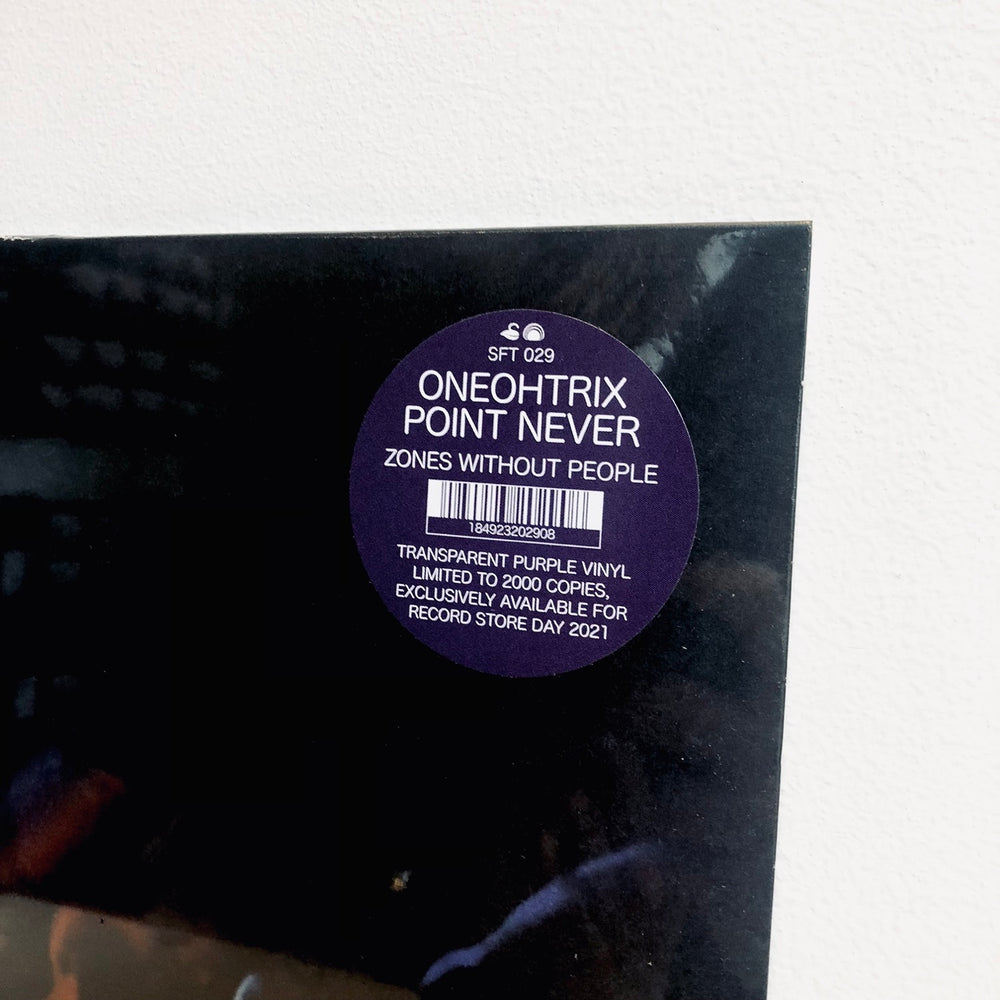 SFT 029
ONEOHTRIX
POINT NEVER
ZONES WITHOUT PEOPLE
184923202908
TRANSPARENT PURPLE VINYL
LIMITED TO 2000 COPIES,
EXCLUSIVELY AVAILABLE FOR
RECORD STORE DAY 2021